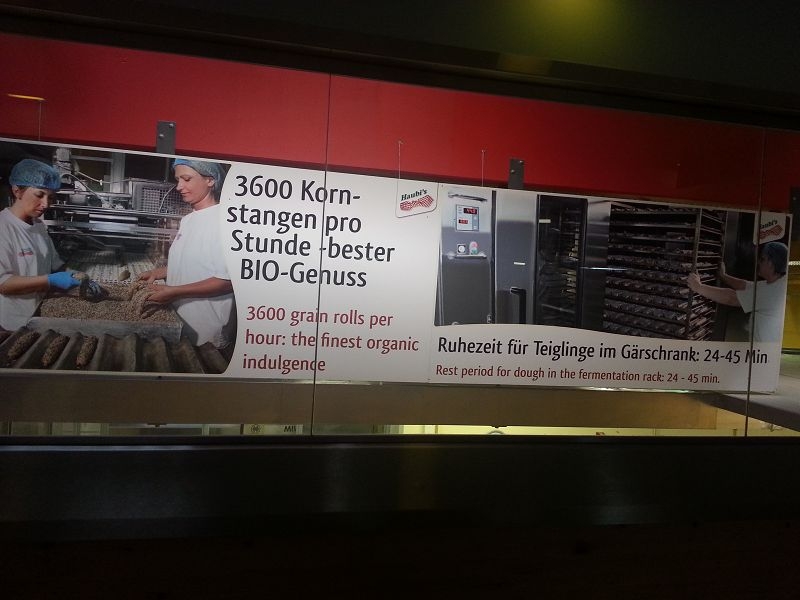 3600 Korn-
stangen pro
Stunde -bester
BIO-Genuss
3600 grain rolls per
hour: the finest organic
indulgence
Haubi's
Ruhezeit für Teiglinge im Gärschrank: 24-45 Min
Rest period for dough in the fermentation rack: 24 - 45 min.
Haubi's